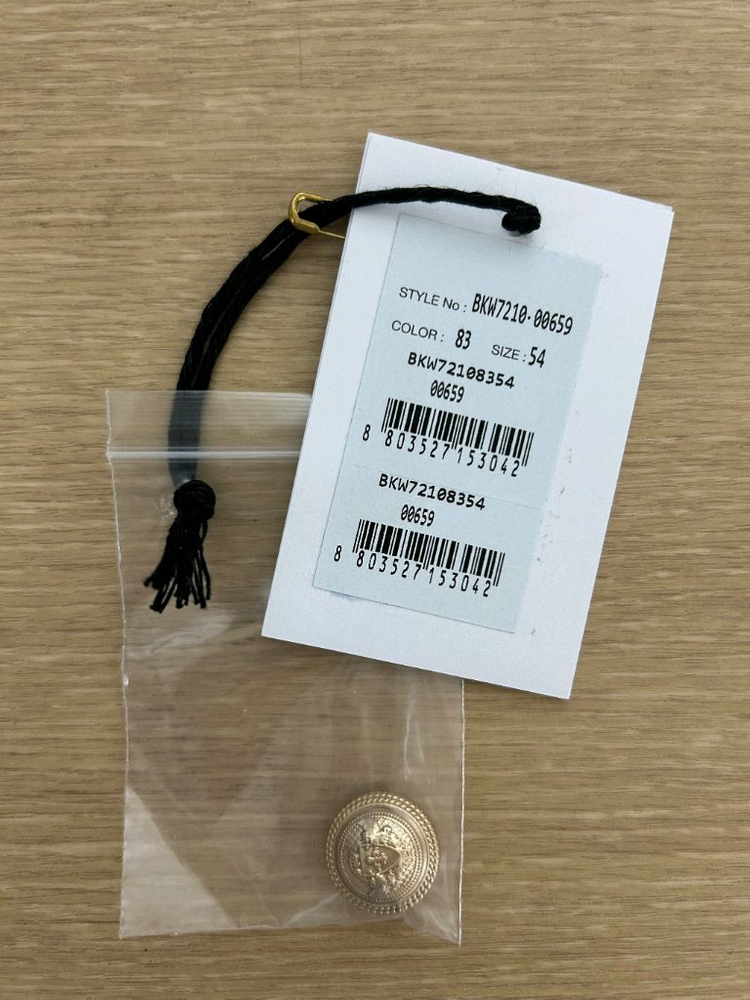 STYLE No : BKW7210-00659
COLOR : 83 SIZE : 54
BKW72108354
00659
8 803527 153042
BKW72108354
00659
8 803527 153042